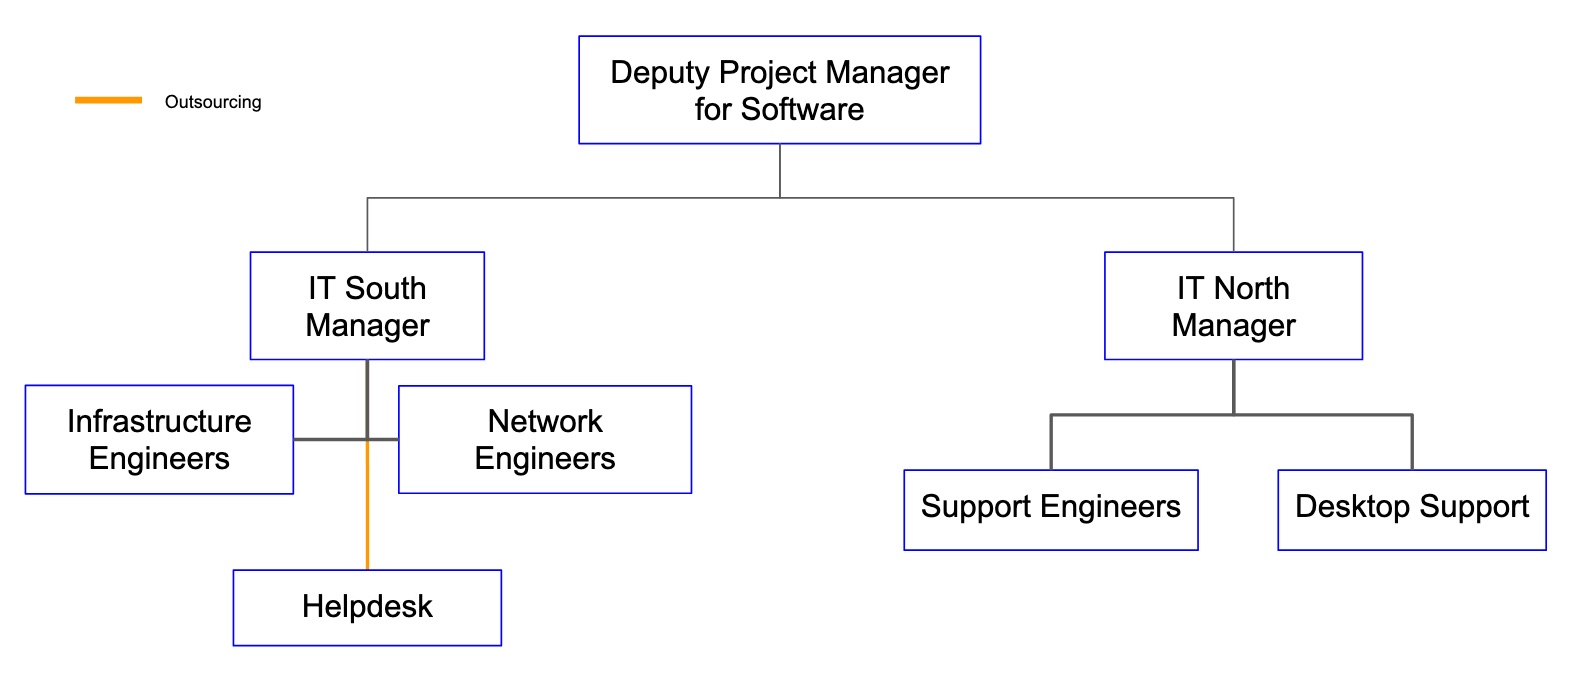 Deputy Project Manager
for Software
Outsourcing
IT South
Manager
IT North
Manager
Infrastructure
Engineers
Network
Engineers
Support Engineers
Desktop Support
Helpdesk